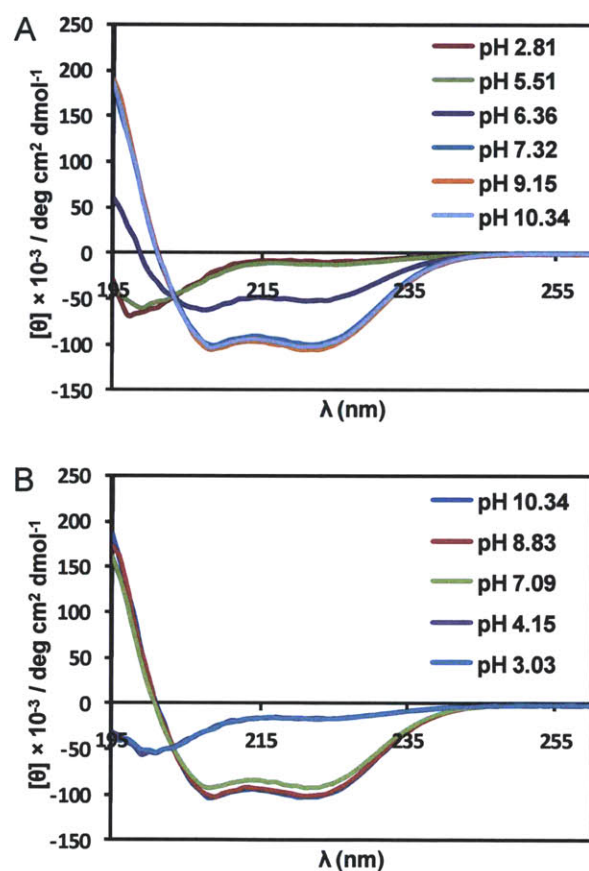 A
250
200
150
100
50
0
-50
-100
-150
195
215
235
255
[θ] × 10⁻³ / deg cm² dmol⁻¹
λ (nm)
pH 2.81
pH 5.51
pH 6.36
pH 7.32
pH 9.15
pH 10.34
B
250
200
150
100
50
0
-50
-100
-150
195
215
235
255
[θ] × 10⁻³ / deg cm² dmol⁻¹
λ (nm)
pH 10.34
pH 8.83
pH 7.09
pH 4.15
pH 3.03